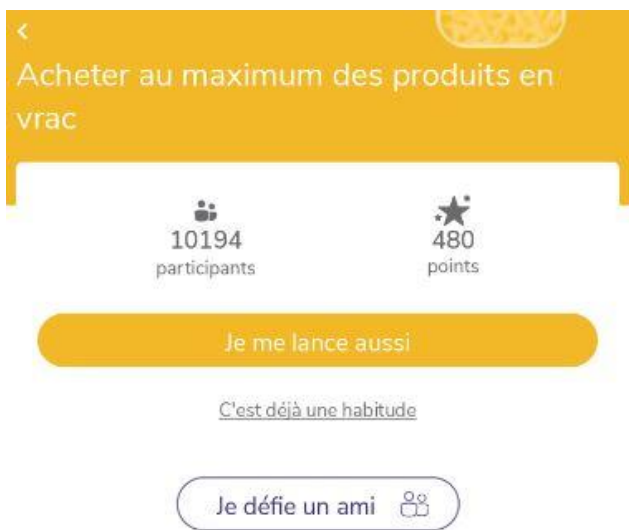 Acheter au maximum des produits en
vrac
10194
participants
480
points
Je me lance aussi
C'est déjà une habitude
Je défie un ami